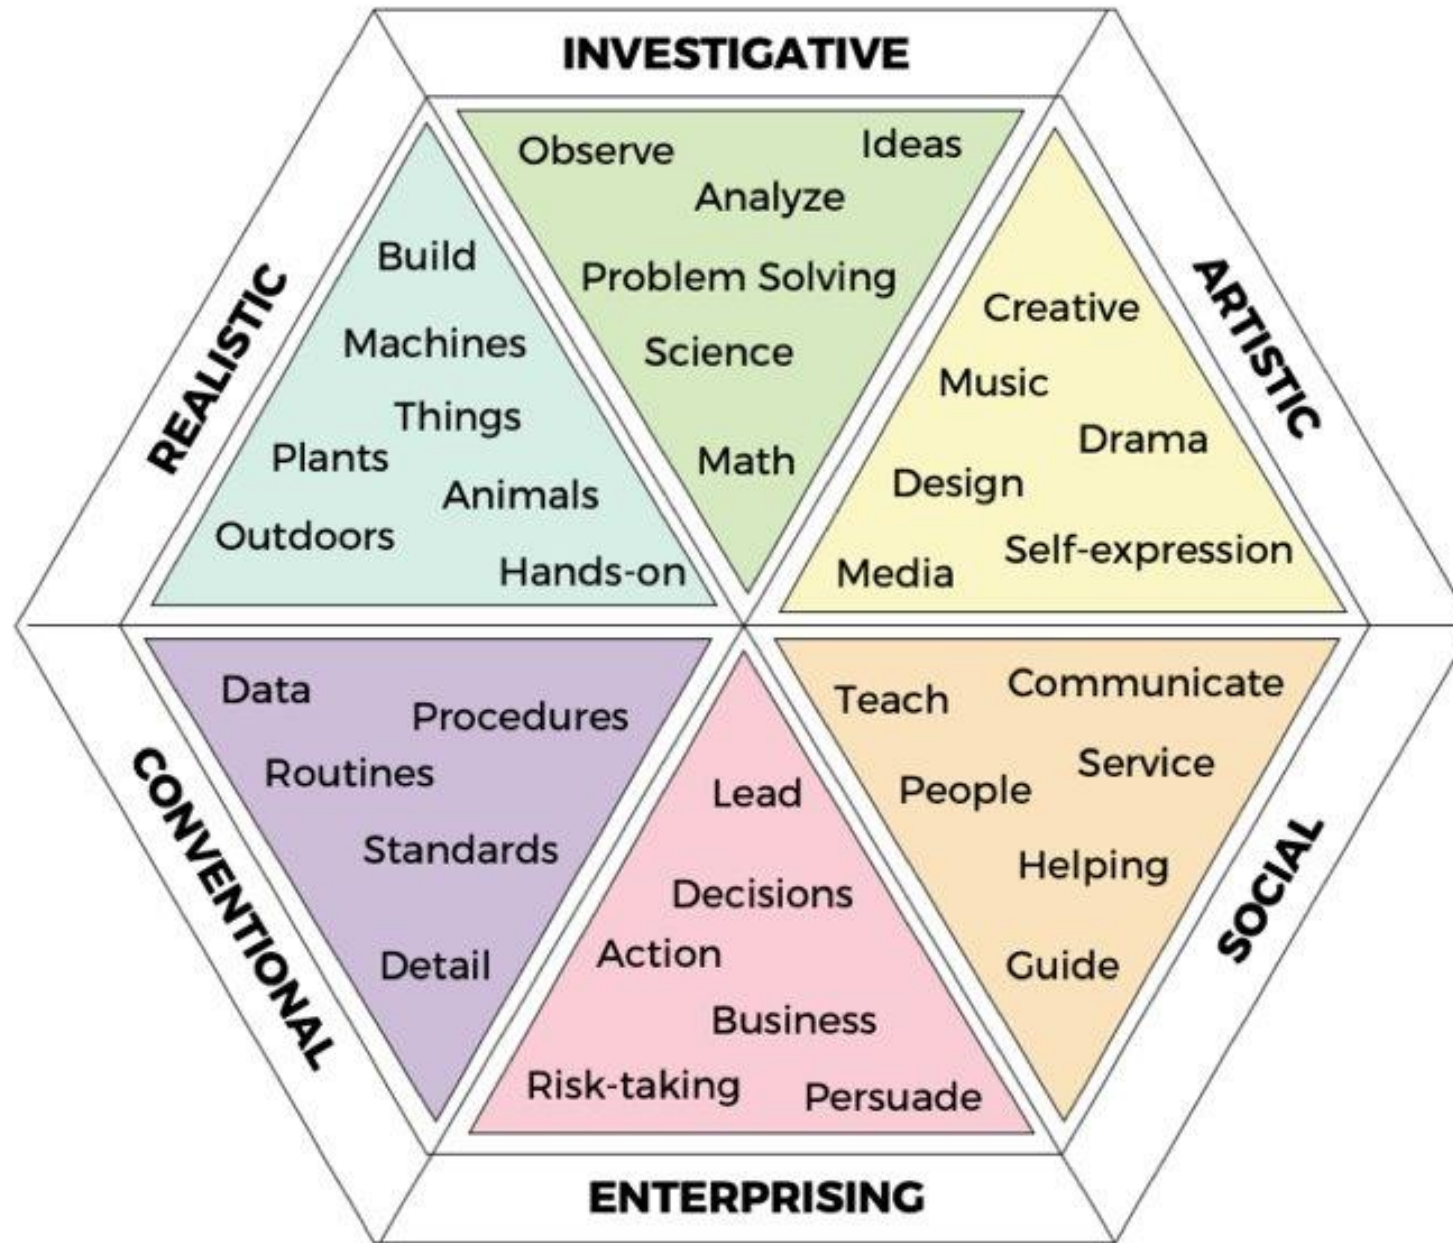 INVESTIGATIVE
Observe
Ideas
Analyze
Problem Solving
Science
Math
REALISTIC
Build
Machines
Things
Plants
Animals
Outdoors
Hands-on
ARTISTIC
Creative
Music
Drama
Design
Self-expression
Media
CONVENTIONAL
Data
Procedures
Routines
Standards
Detail
ENTERPRISING
Lead
Decisions
Action
Business
Risk-taking
Persuade
SOCIAL
Teach
Communicate
Service
People
Helping
Guide